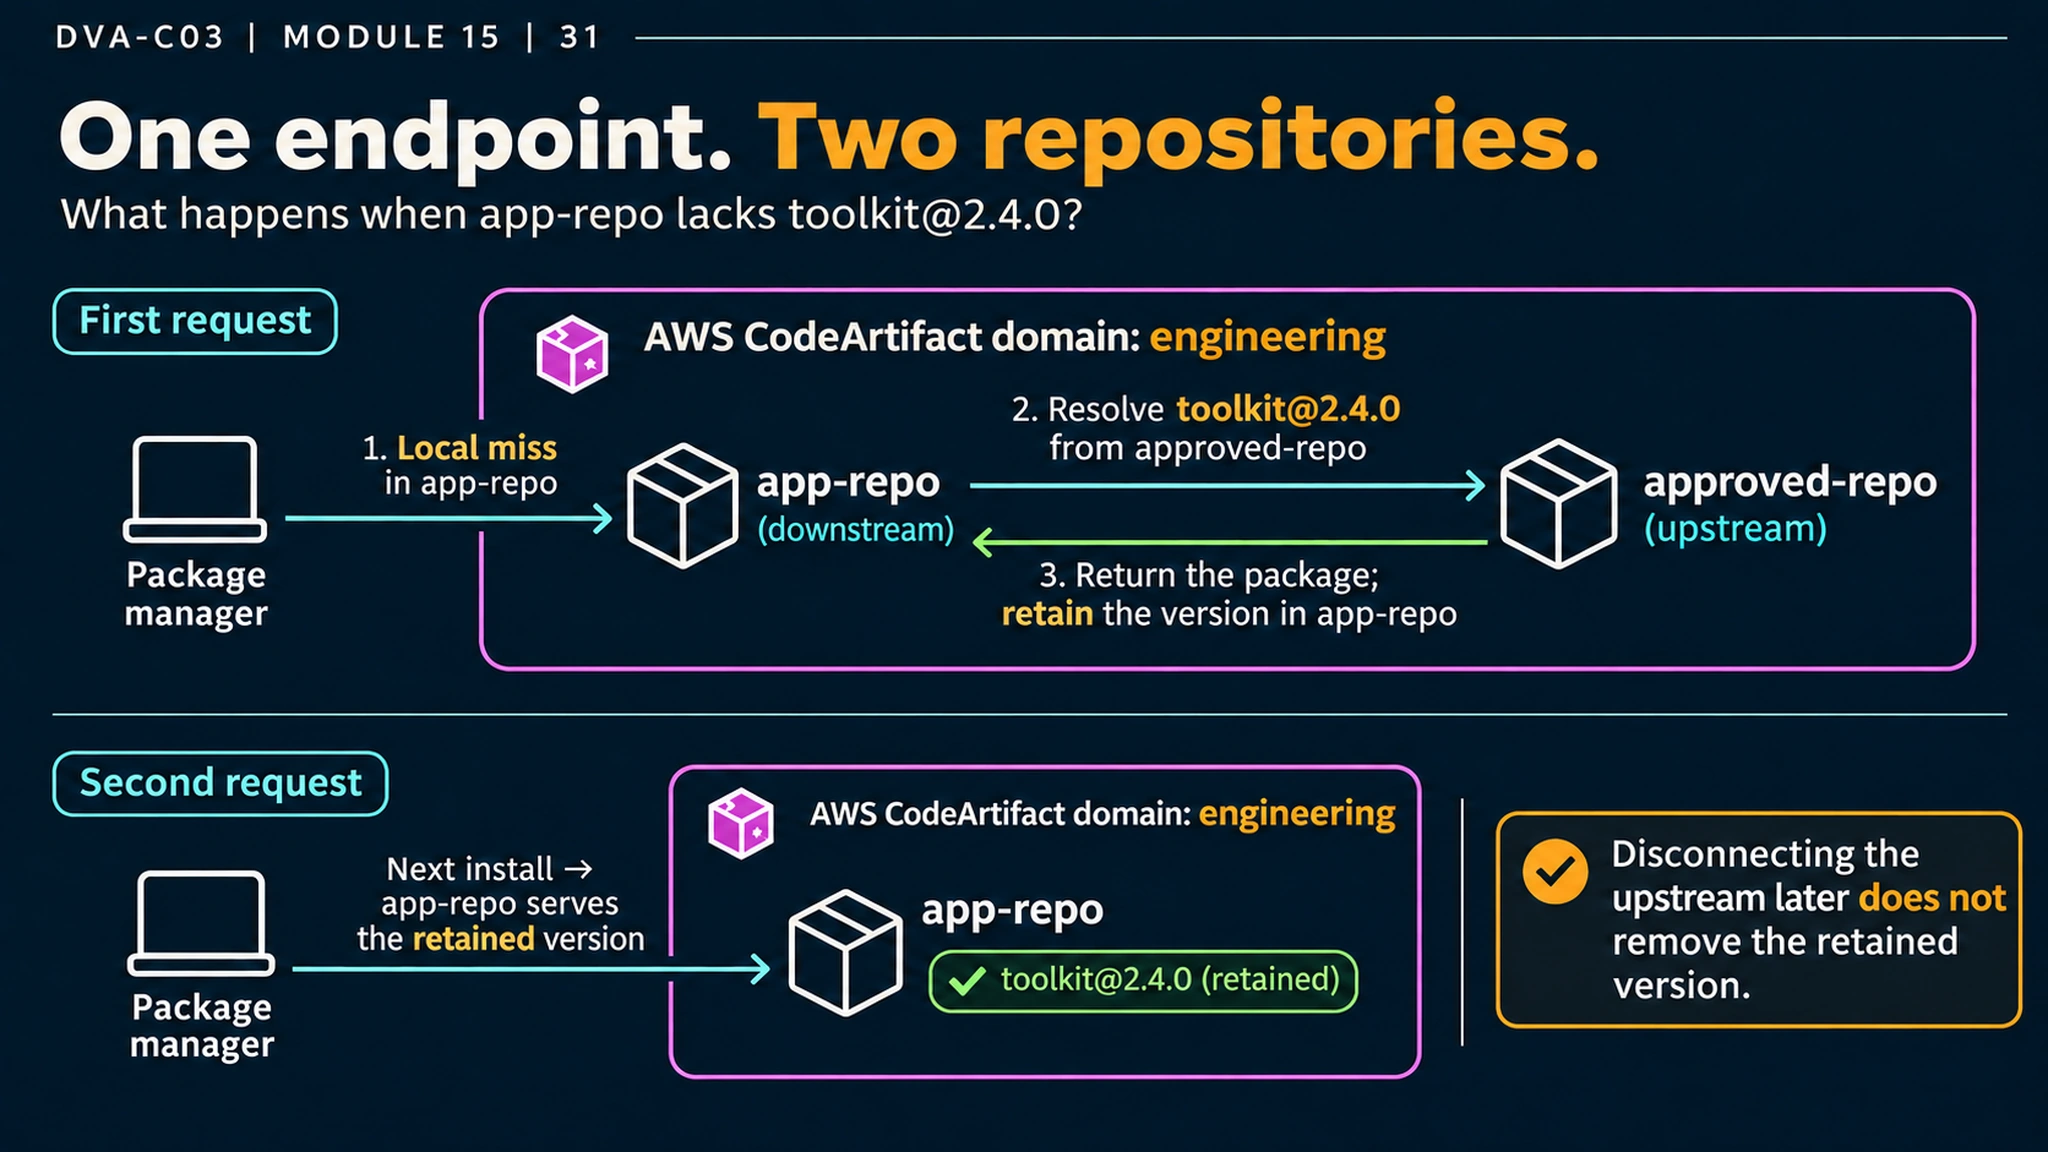 DVA-C03 | MODULE 15 | 31
One endpoint. Two repositories.
What happens when app-repo lacks toolkit@2.4.0?
First request
AWS CodeArtifact domain: engineering
Package
manager
1. Local miss
in app-repo
app-repo
(downstream)
2. Resolve toolkit@2.4.0
from approved-repo
3. Return the package;
retain the version in app-repo
approved-repo
(upstream)
Second request
Package
manager
Next install →
app-repo serves
the retained version
AWS CodeArtifact domain: engineering
app-repo
✓ toolkit@2.4.0 (retained)
Disconnecting the
upstream later does not
remove the retained
version.